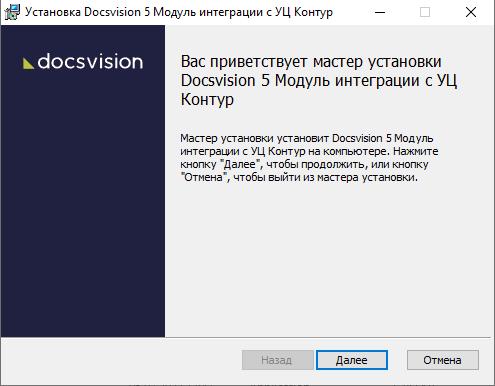 Установка Docsvision 5 Модуль интеграции с УЦ Контур
docsvision
Вас приветствует мастер установки
Docsvision 5 Модуль интеграции с УЦ
Контур
Мастер установки установит Docsvision 5 Модуль
интеграции с УЦ Контур на компьютере. Нажмите
кнопку "Далее", чтобы продолжить, или кнопку
"Отмена", чтобы выйти из мастера установки.
Назад
Далее
Отмена